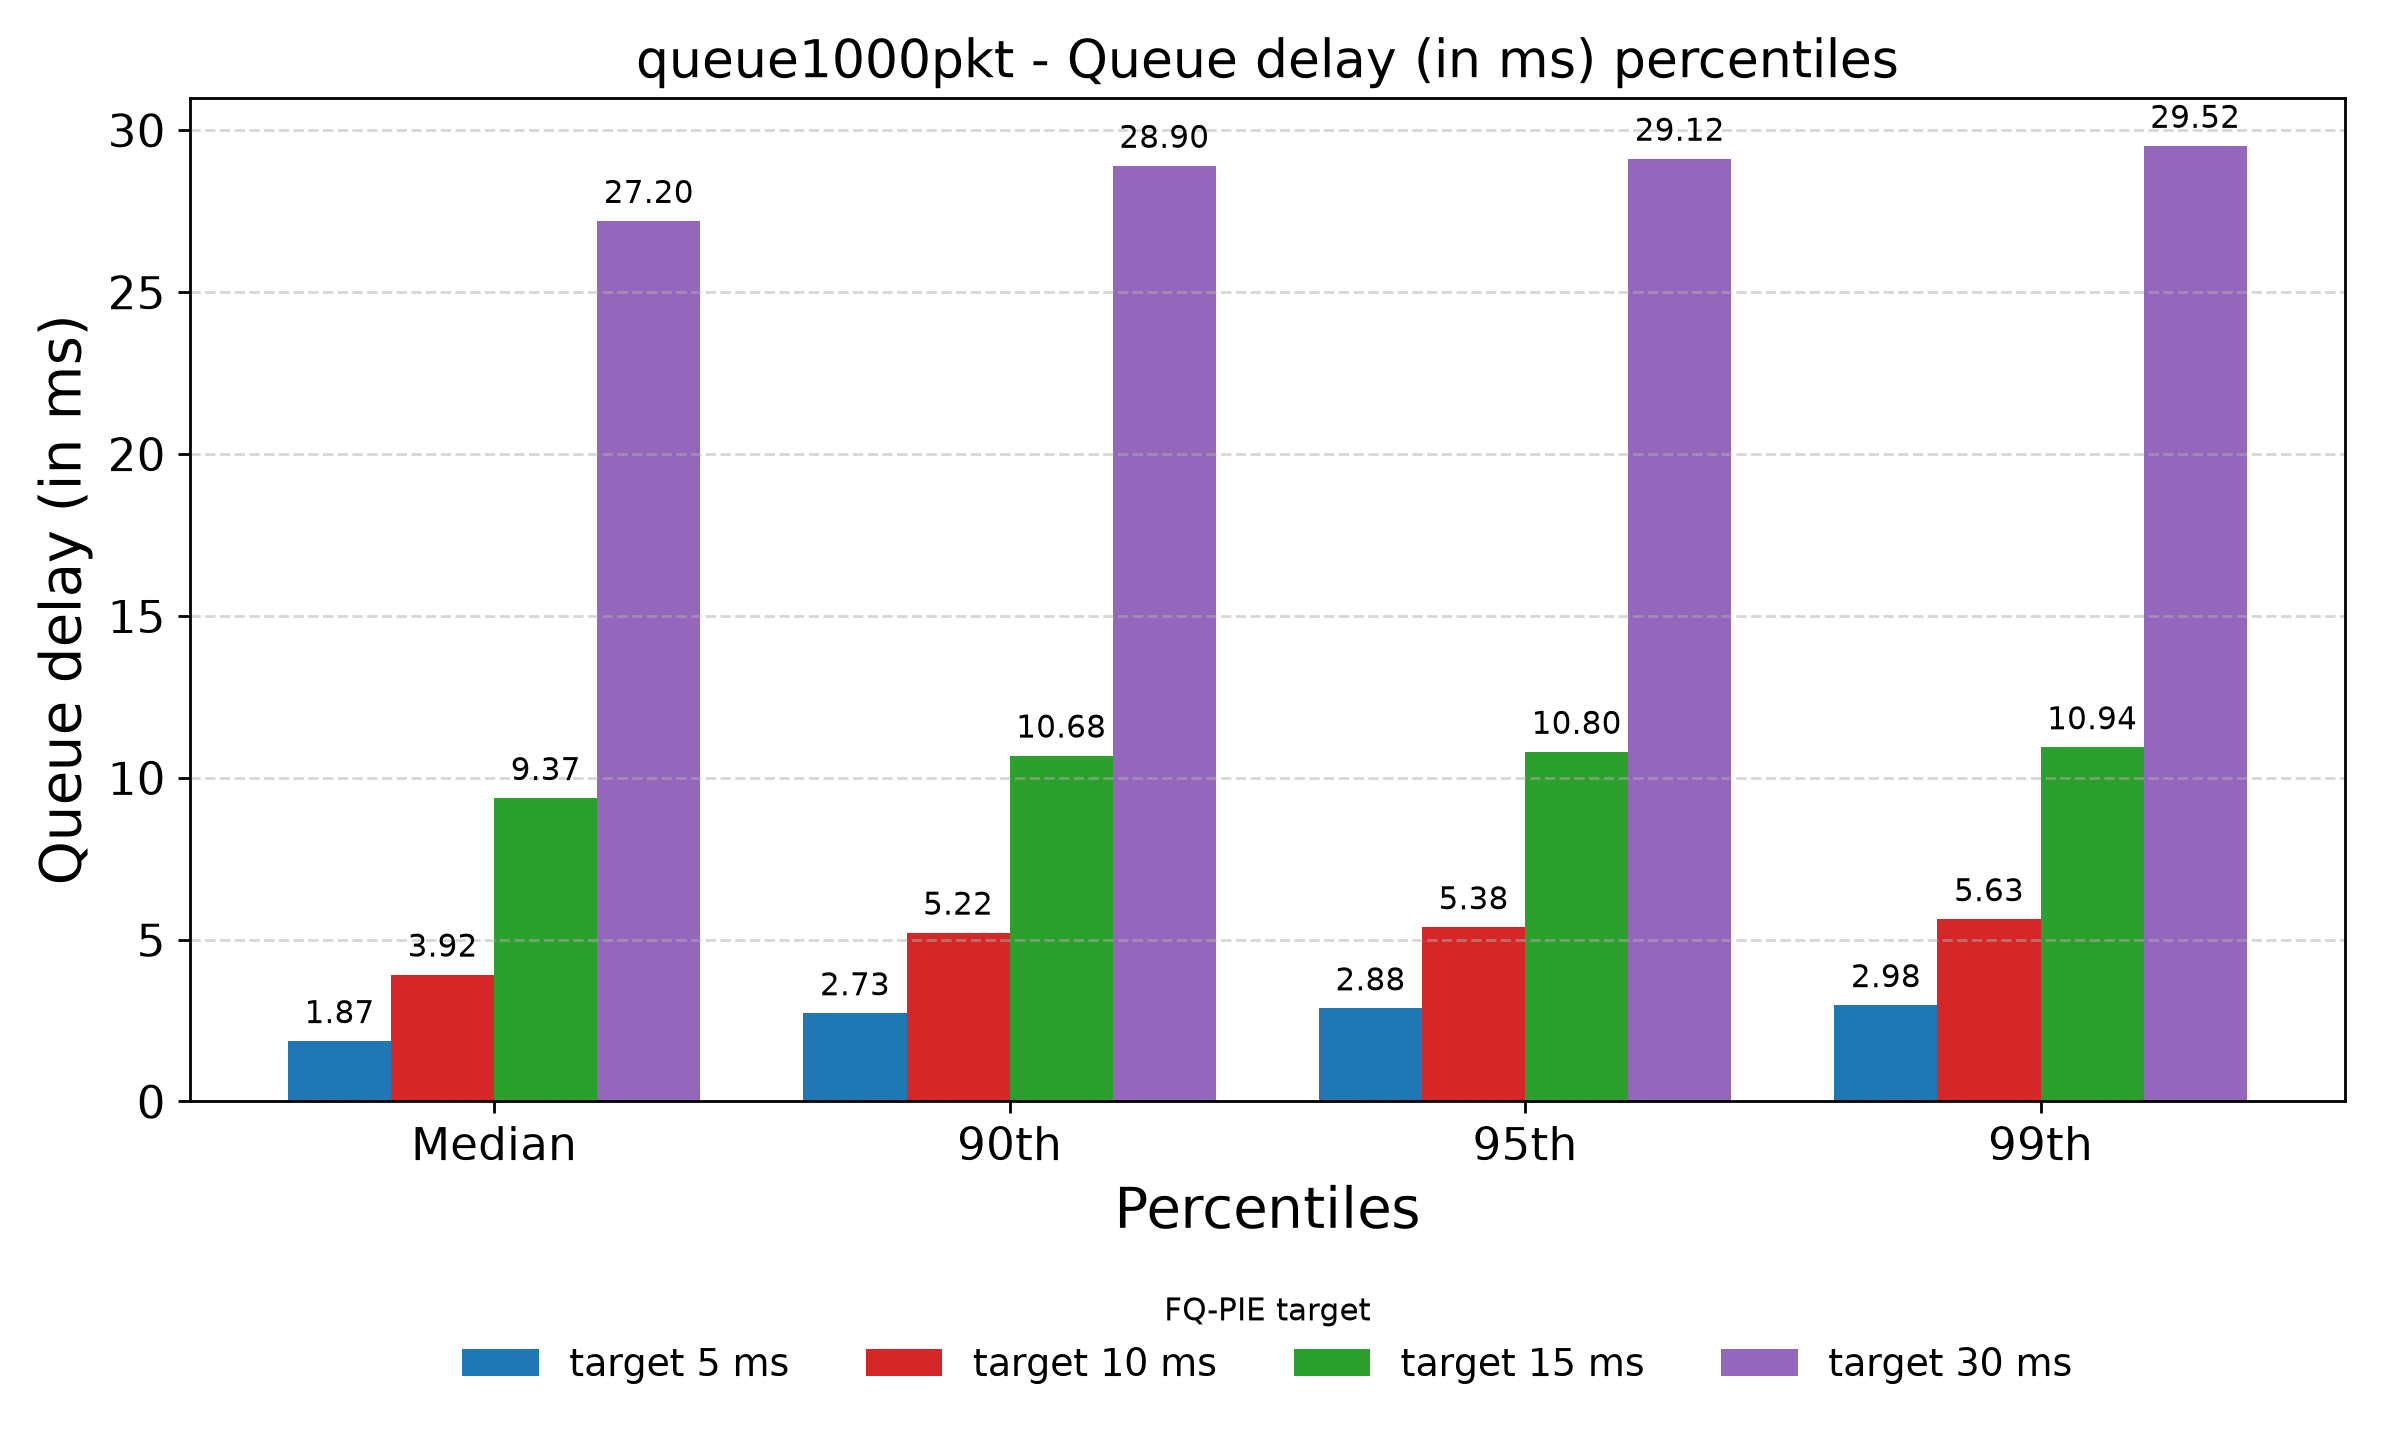 queue1000pkt - Queue delay (in ms) percentiles
Queue delay (in ms)
30
25
20
15
10
5
0
1.87
3.92
9.37
27.20
2.73
5.22
10.68
28.90
2.88
5.38
10.80
29.12
2.98
5.63
10.94
29.52
Median
90th
95th
99th
Percentiles
FQ-PIE target
target 5 ms
target 10 ms
target 15 ms
target 30 ms